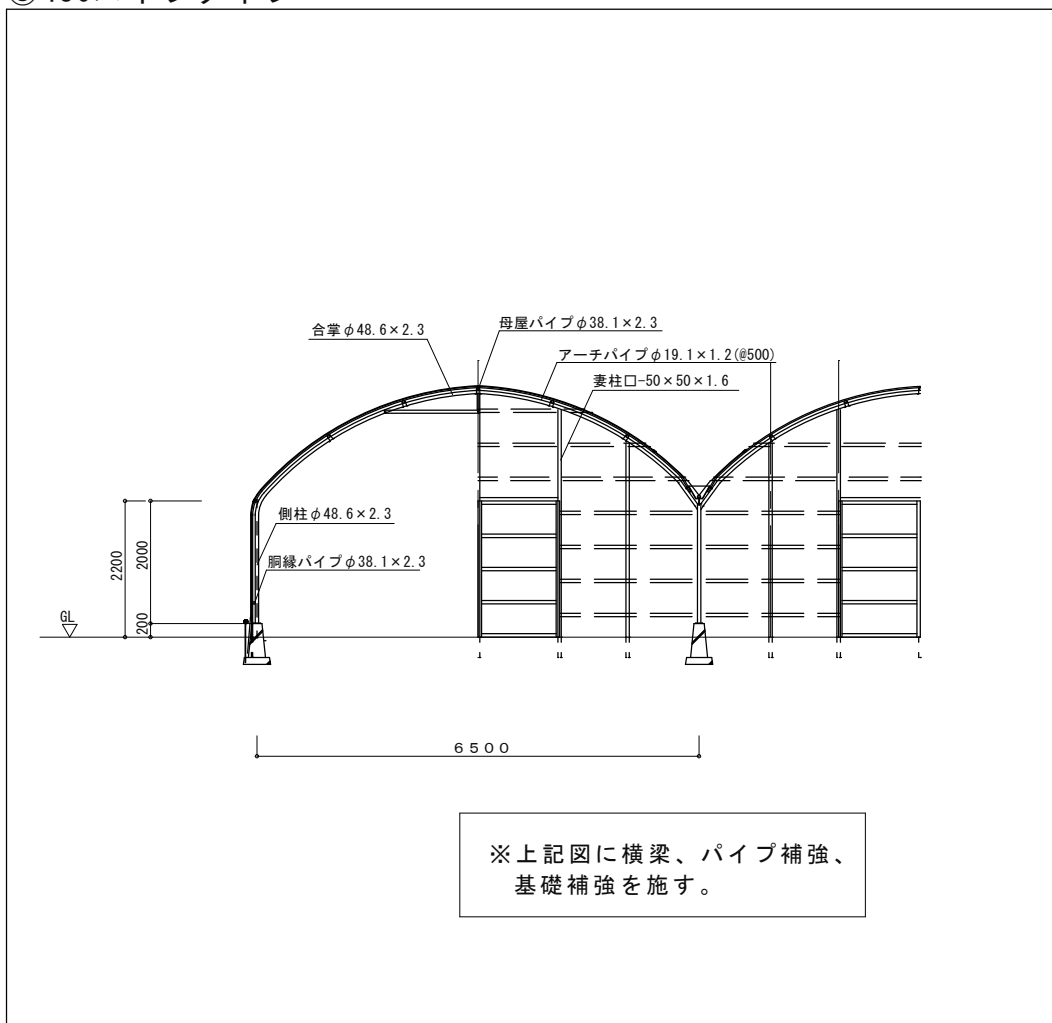 合掌φ48.6×2.3
母屋パイプφ38.1×2.3
アーチパイプφ19.1×1.2(@500)
妻柱口-50×50×1.6
側柱φ48.6×2.3
胴縁パイプφ38.1×2.3
2200
2000
200
GL
6500
※上記図に横梁、パイプ補強、
基礎補強を施す。